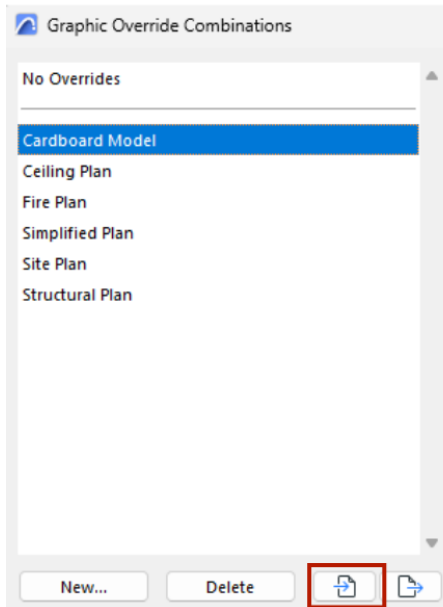 Graphic Override Combinations
No Overrides
Cardboard Model
Ceiling Plan
Fire Plan
Simplified Plan
Site Plan
Structural Plan
New... Delete